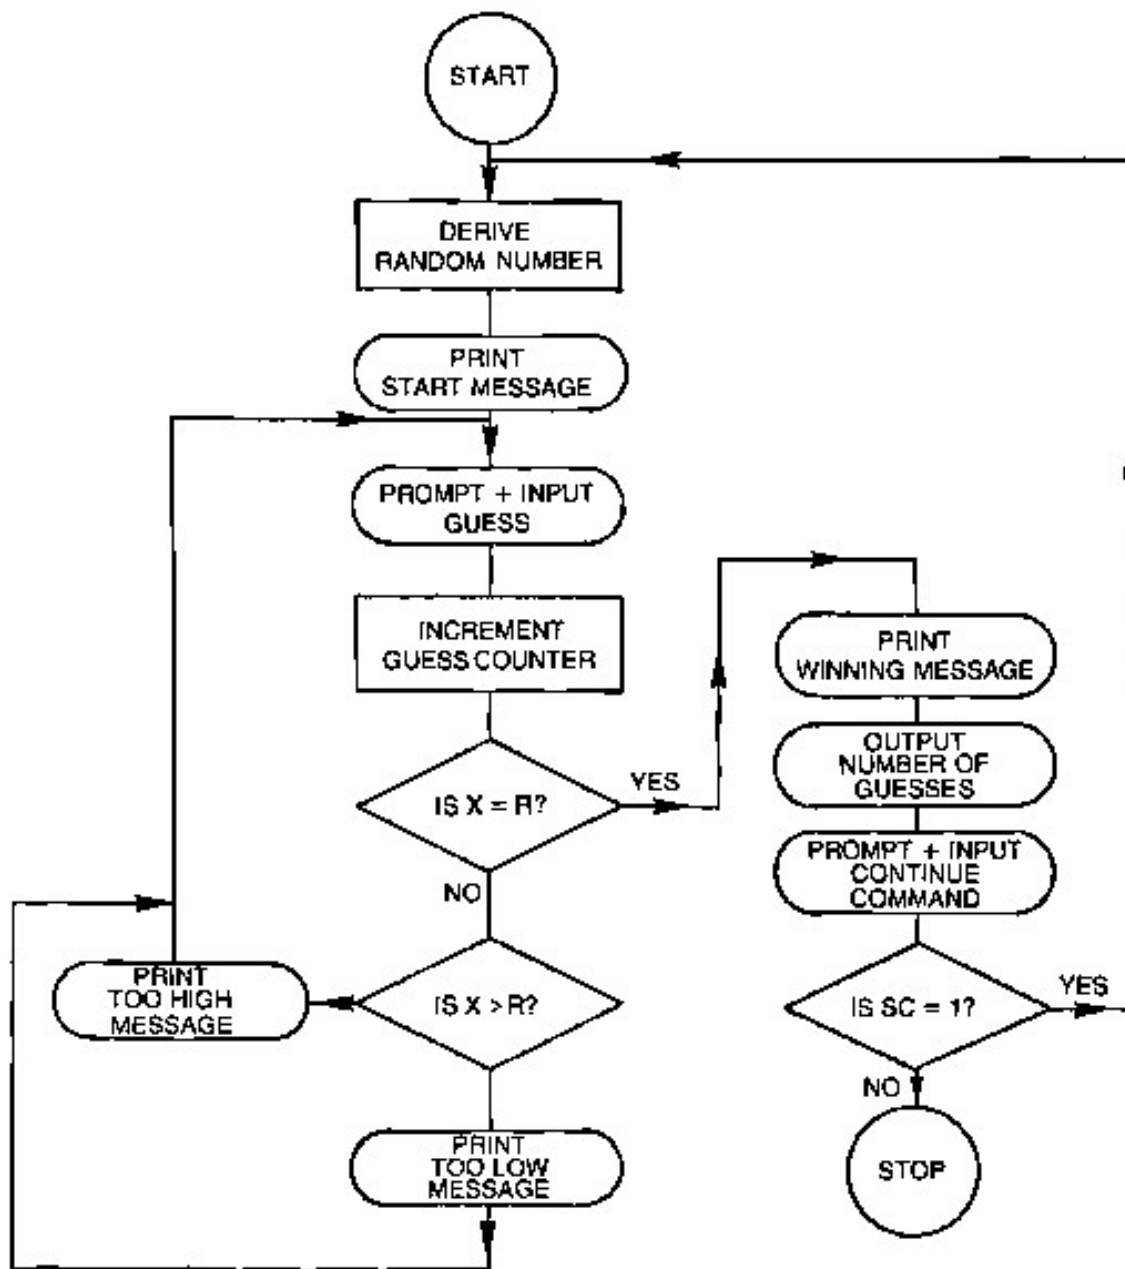 START
DERIVE
RANDOM NUMBER
PRINT
START MESSAGE
PROMPT + INPUT
GUESS
INCREMENT
GUESS COUNTER
IS X = R?
YES
NO
IS X > R?
PRINT
TOO HIGH
MESSAGE
PRINT
TOO LOW
MESSAGE
PRINT
WINNING MESSAGE
OUTPUT
NUMBER OF
GUESSES
PROMPT + INPUT
CONTINUE
COMMAND
IS SC = 1?
YES
NO
STOP